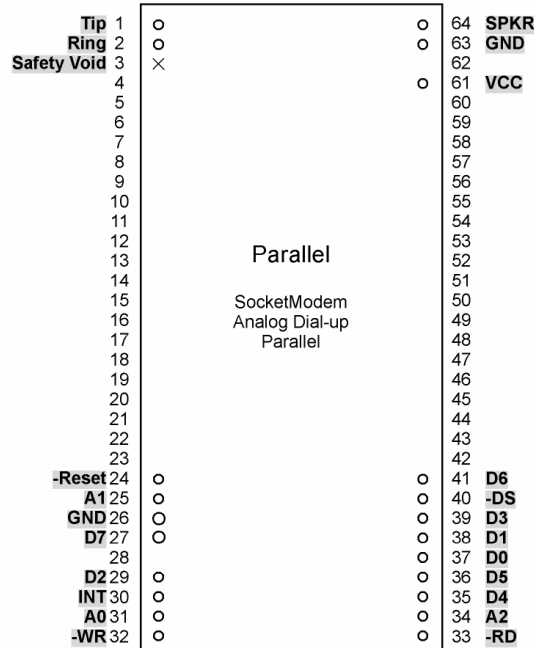 Tip 1 64 SPKR
Ring 2 63 GND
Safety Void 3 62
4 61 VCC
5 60
6 59
7 58
8 57
9 56
10 55
11 54
12 53
13 52
14 51
15 50
16 49
17 48
18 47
19 46
20 45
21 44
22 43
23 42
-Reset 24 41 D6
A1 25 40 -DS
GND 26 39 D3
D7 27 38 D1
28 37 D0
D2 29 36 D5
INT 30 35 D4
A0 31 34 A2
-WR 32 33 -RD
Parallel
SocketModem
Analog Dial-up
Parallel